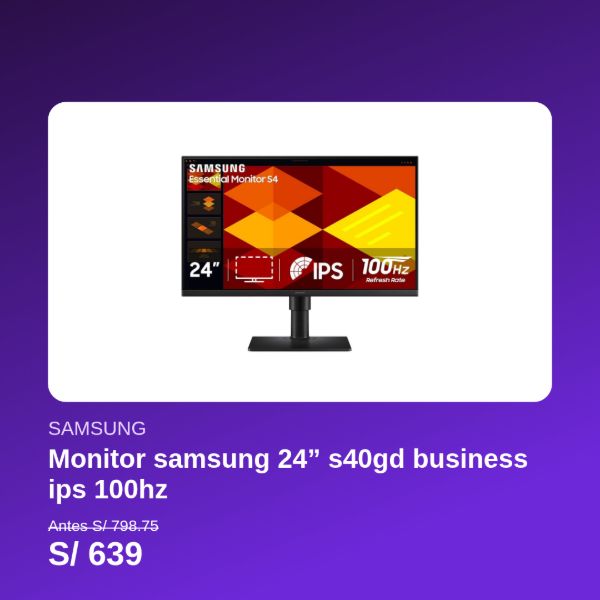 SAMSUNG
Essential Monitor S4
24”
IPS
100Hz
Refresh Rate
SAMSUNG
Monitor samsung 24” s40gd business
ips 100hz
Antes S/ 798.75
S/ 639